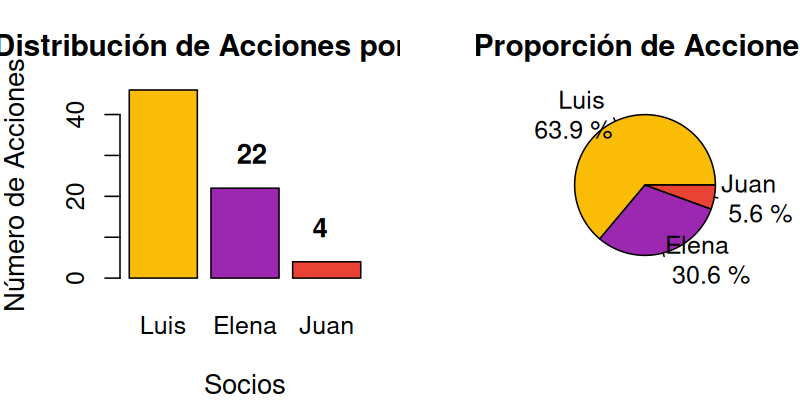 Distribución de Acciones por
Número de Acciones
0
20
40
22
4
Luis
Elena
Juan
Socios
Proporción de Accione
Luis
63.9 %
Juan
5.6 %
Elena
30.6 %